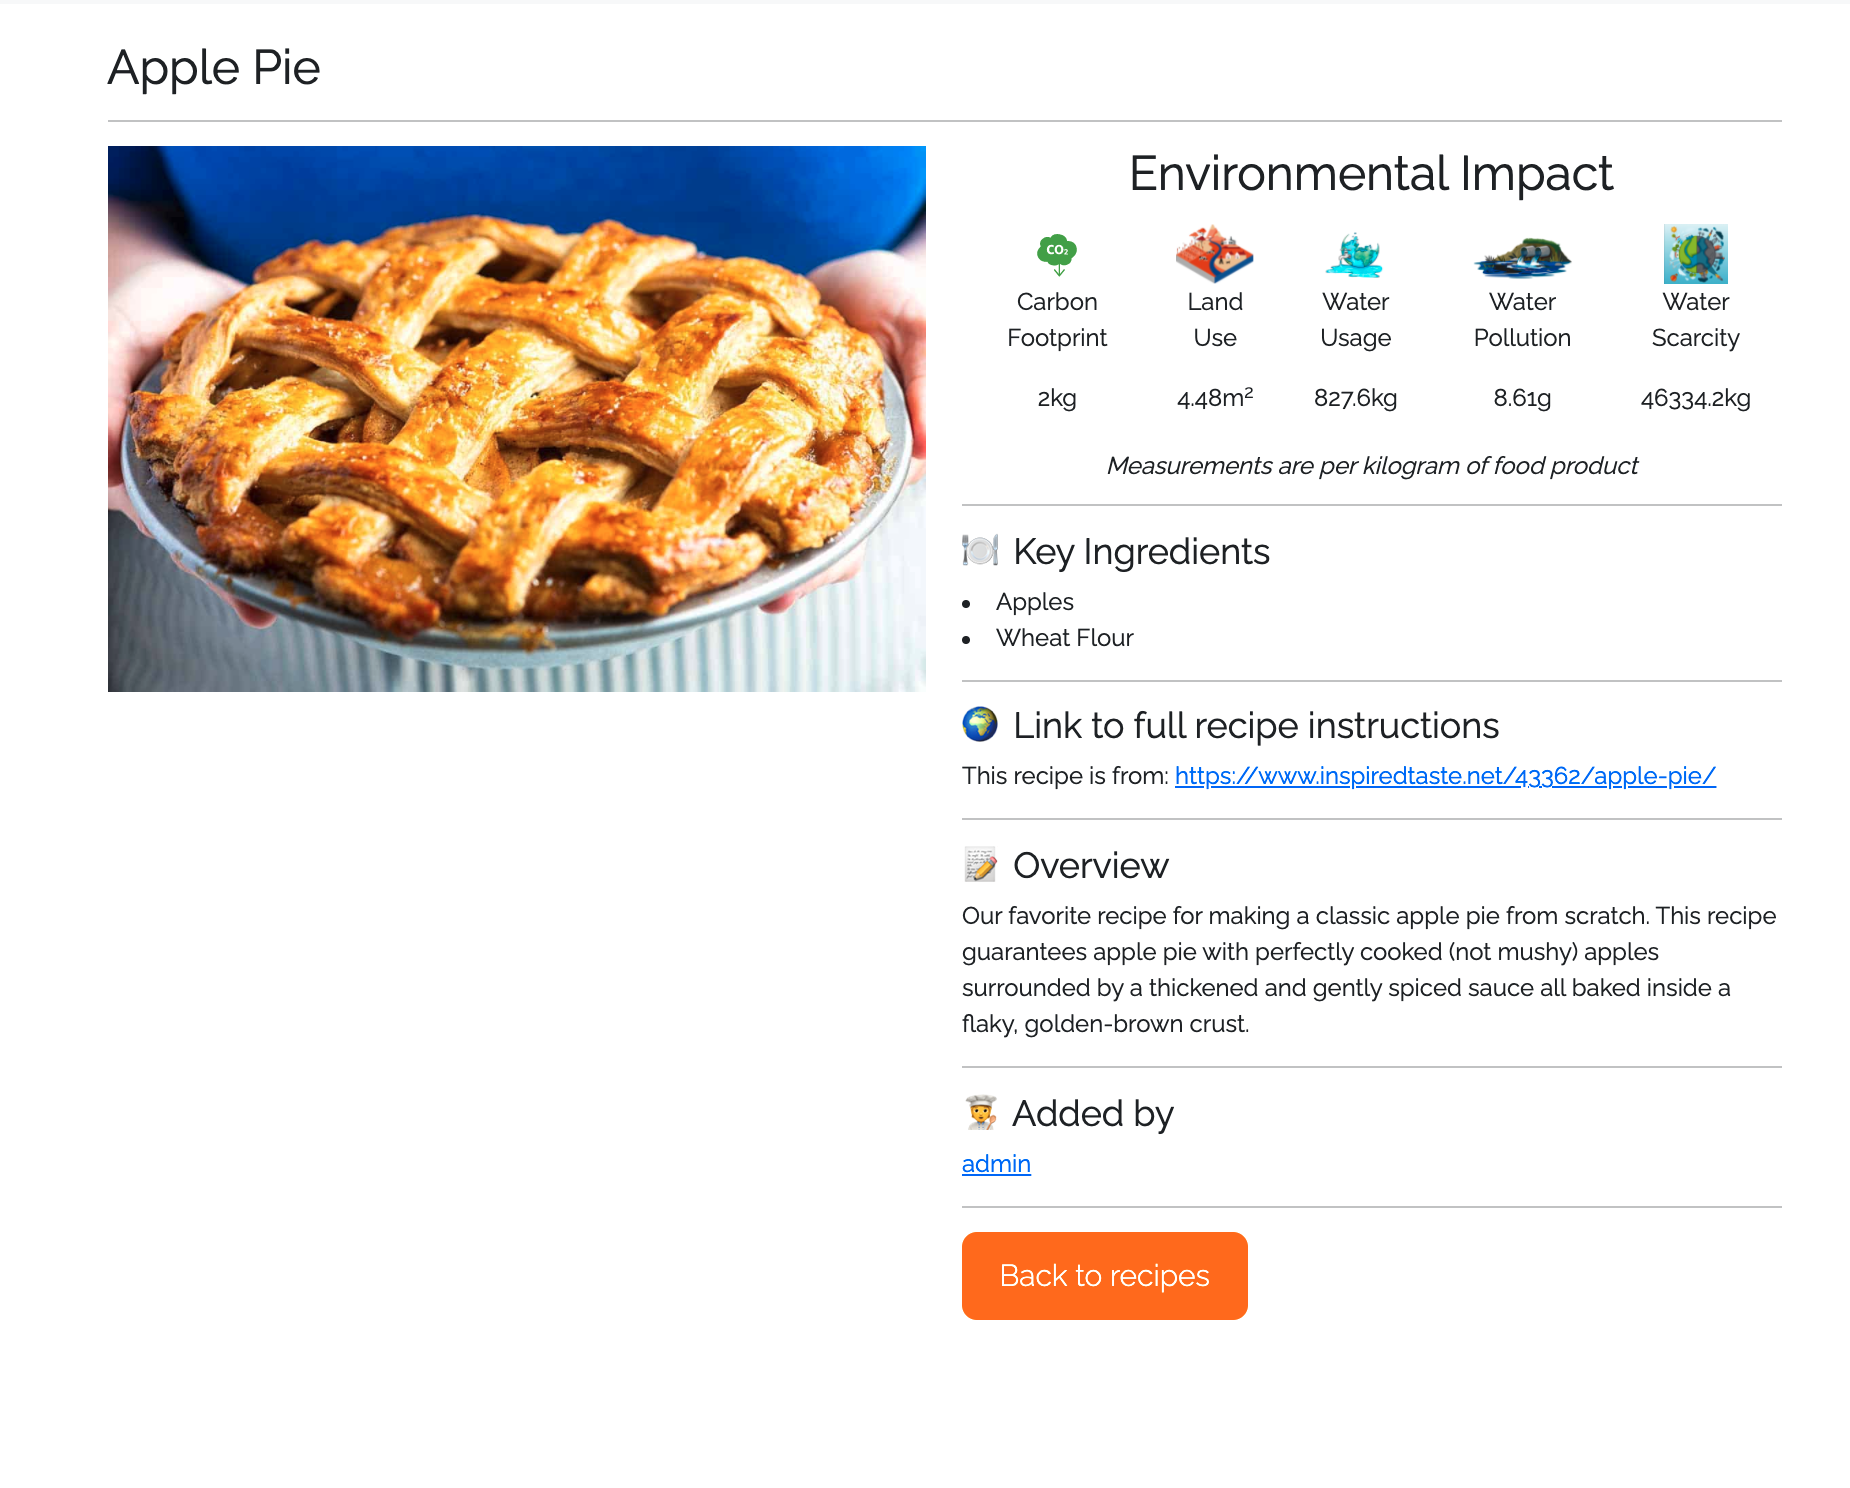 Apple Pie
Environmental Impact
CO₂
Carbon Footprint
Land Use
Water Usage
Water Pollution
Water Scarcity
2kg
4.48m²
827.6kg
8.61g
46334.2kg
Measurements are per kilogram of food product
Key Ingredients
Apples
Wheat Flour
Link to full recipe instructions
This recipe is from: https://www.inspiredtaste.net/43362/apple-pie/
Overview
Our favorite recipe for making a classic apple pie from scratch. This recipe
guarantees apple pie with perfectly cooked (not mushy) apples
surrounded by a thickened and gently spiced sauce all baked inside a
flaky, golden-brown crust.
Added by
admin
Back to recipes